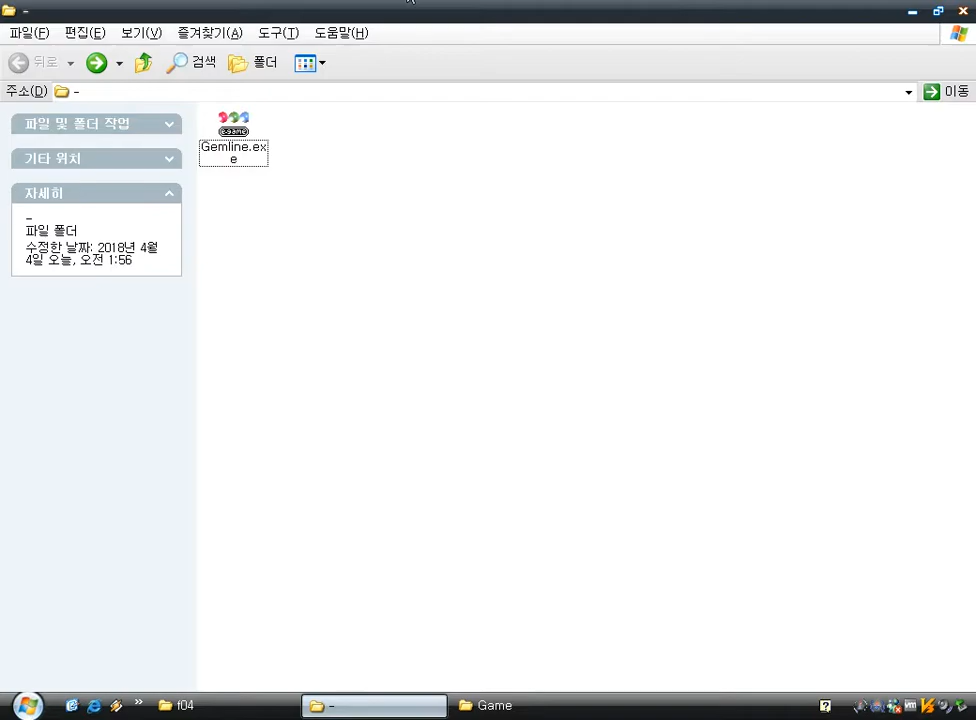 -
파일(F) 편집(E) 보기(V) 즐겨찾기(A) 도구(T) 도움말(H)
뒤로 검색 폴더
주소(D) - 이동
파일 및 폴더 작업
기타 위치
자세히
-
파일 폴더
수정한 날짜: 2018년 4월
4일 오늘, 오전 1:56
Gemline.ex
e
f04 - Game